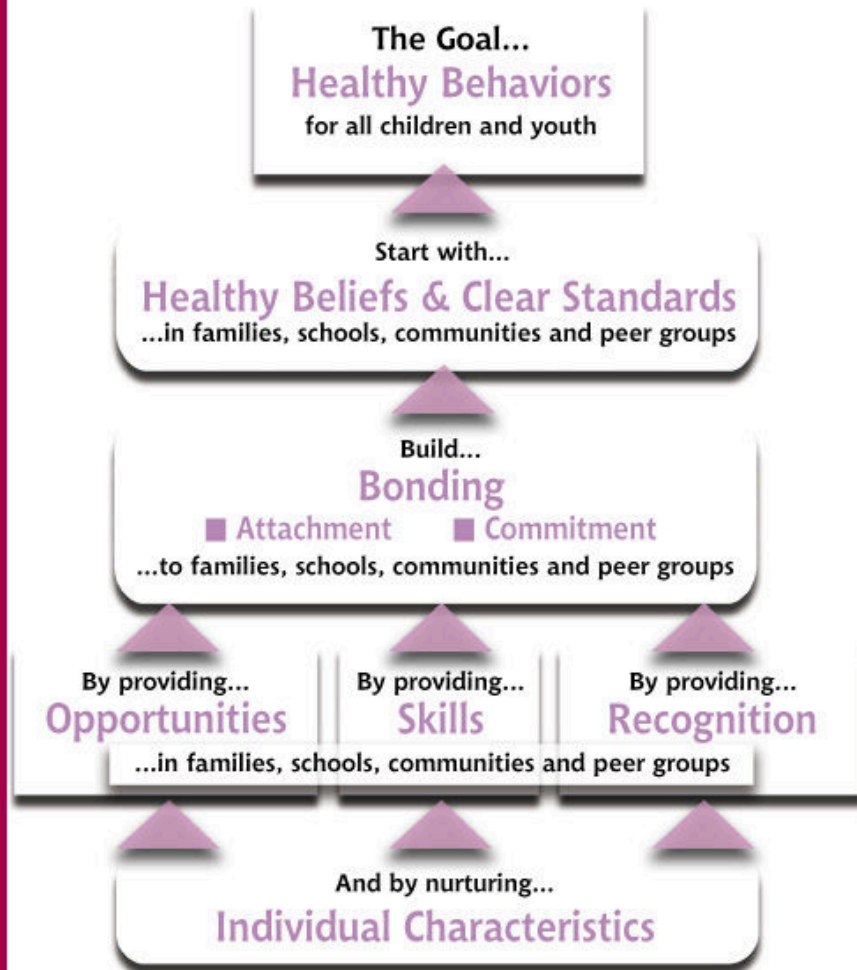 The Goal...
Healthy Behaviors
for all children and youth
Start with...
Healthy Beliefs & Clear Standards
...in families, schools, communities and peer groups
Build...
Bonding
■ Attachment ■ Commitment
...to families, schools, communities and peer groups
By providing...
Opportunities
By providing...
Skills
By providing...
Recognition
...in families, schools, communities and peer groups
And by nurturing...
Individual Characteristics